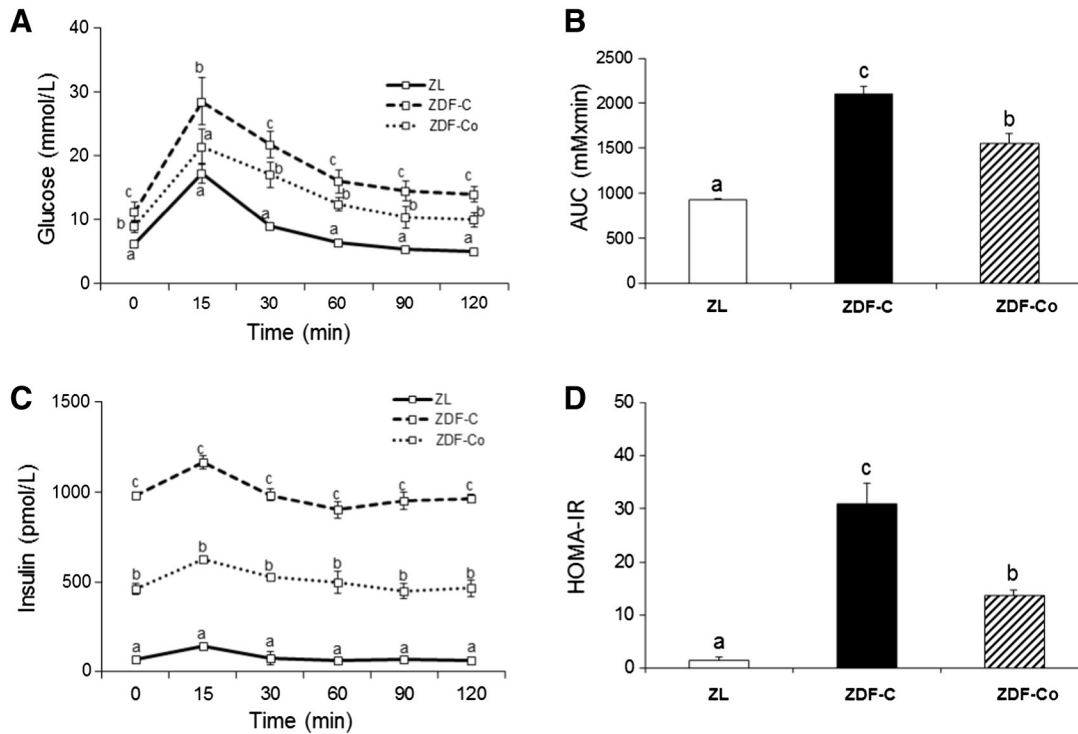 A
Glucose (mmol/L)
40
30
20
10
0
ZL
ZDF-C
ZDF-Co
b
c
c
c
c
c
a
b
b
b
b
b
a
a
a
a
a
a
0 15 30 60 90 120
Time (min)
B
AUC (mMxmin)
2500
2000
1500
1000
500
0
a
c
b
ZL ZDF-C ZDF-Co
C
Insulin (pmol/L)
1500
1000
500
0
ZL
ZDF-C
ZDF-Co
c c c c c c
b b b b b b
a a a a a a
0 15 30 60 90 120
Time (min)
D
HOMA-IR
50
40
30
20
10
0
a
c
b
ZL ZDF-C ZDF-Co